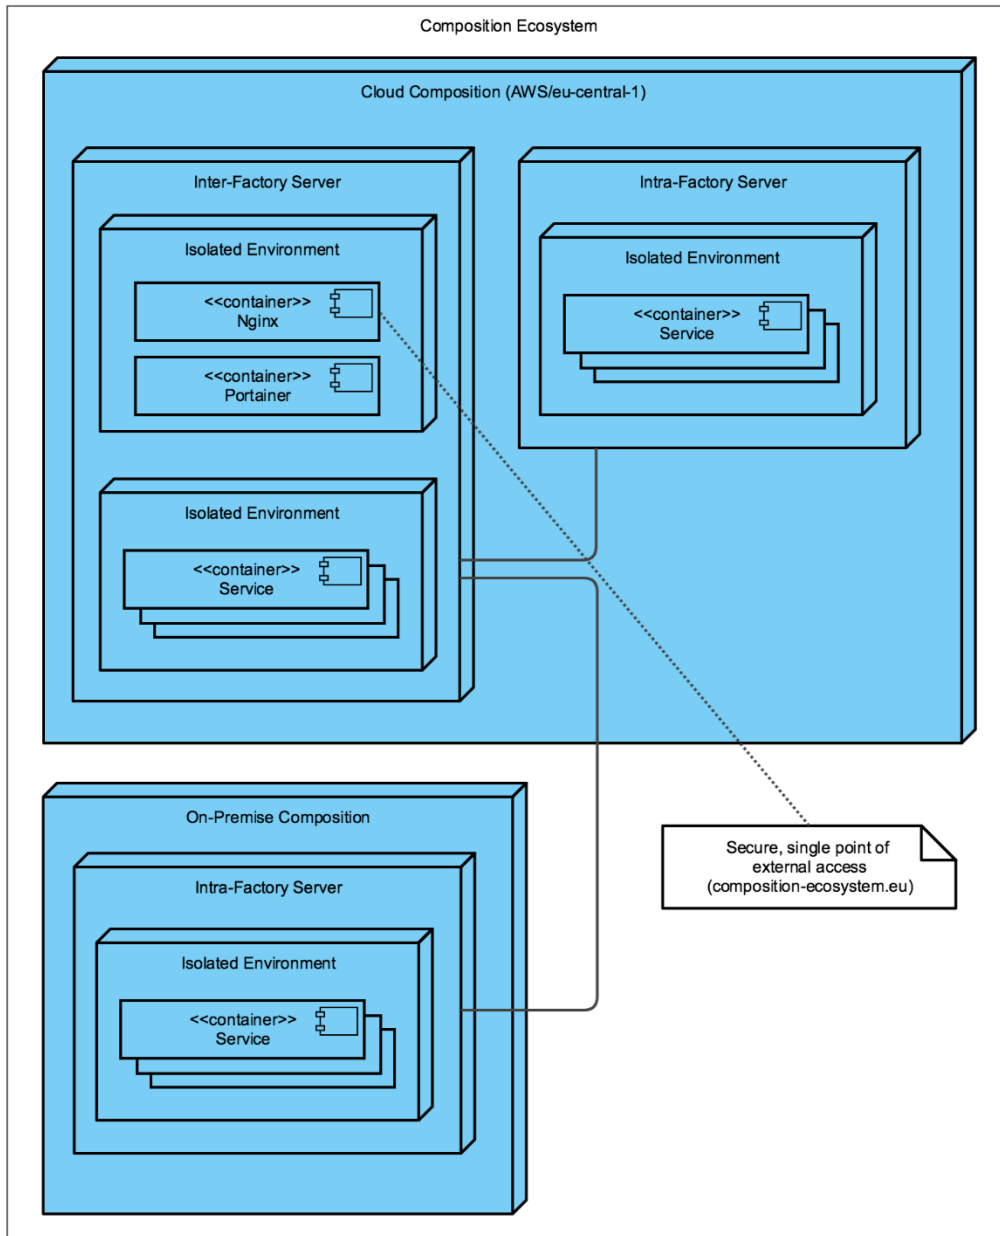 Composition Ecosystem
Cloud Composition (AWS/eu-central-1)
Inter-Factory Server
Isolated Environment
<<container>>
Nginx
<<container>>
Portainer
Isolated Environment
<<container>>
Service
Intra-Factory Server
Isolated Environment
<<container>>
Service
On-Premise Composition
Intra-Factory Server
Isolated Environment
<<container>>
Service
Secure, single point of
external access
(composition-ecosystem.eu)